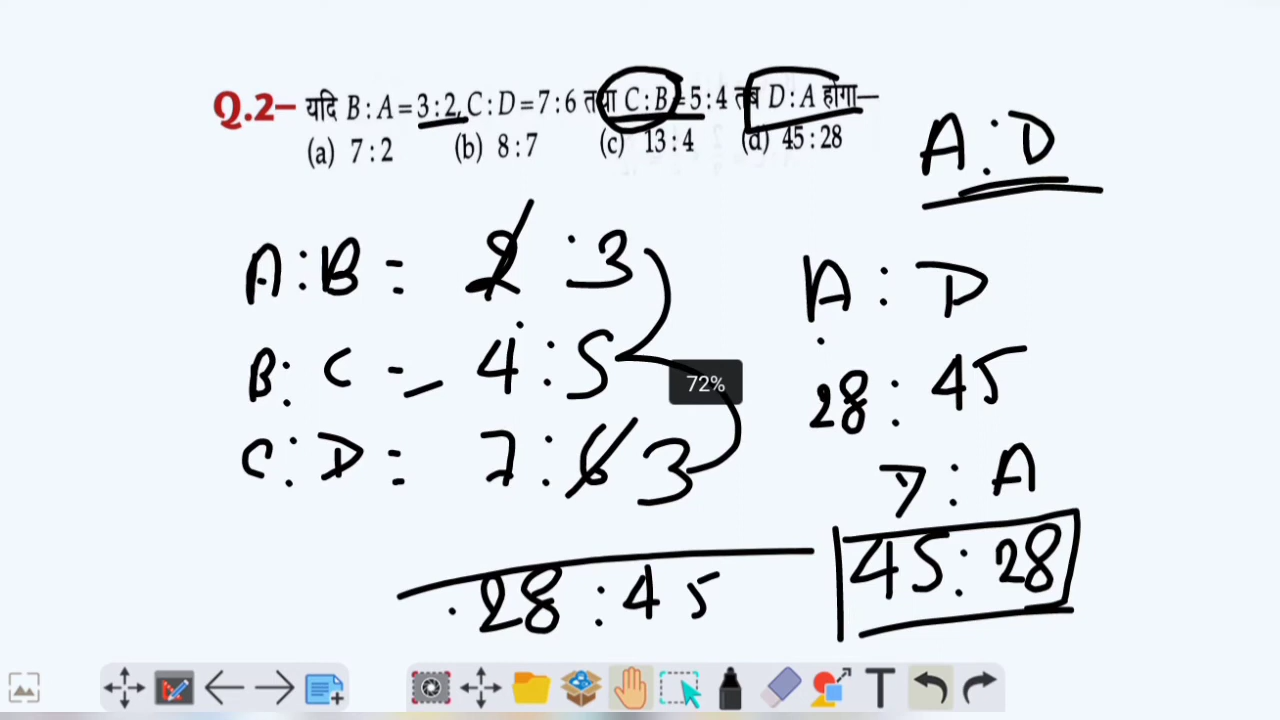 Q.2– यदि B : A = 3 : 2, C : D = 7 : 6 तथा C : B = 5 : 4 तब D : A होगा—
(a) 7 : 2 (b) 8 : 7 (c) 13 : 4 (d) 45 : 28
A : D
A : B = 2 : 3
B : C = 4 : 5
C : D = 7 : 6 3
28 : 45
A : D
28 : 45
D : A
45 : 28
72%
T